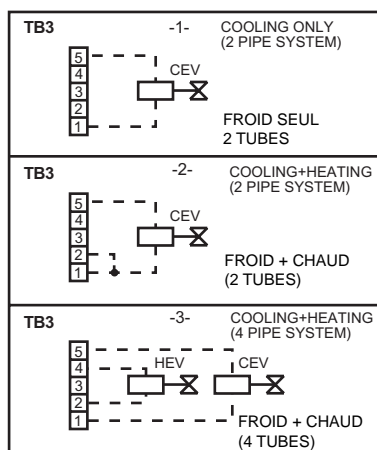 TB3 -1- COOLING ONLY
(2 PIPE SYSTEM)
5
4
3
2
1
CEV
FROID SEUL
2 TUBES
TB3 -2- COOLING+HEATING
(2 PIPE SYSTEM)
5
4
3
2
1
CEV
FROID + CHAUD
(2 TUBES)
TB3 -3- COOLING+HEATING
(4 PIPE SYSTEM)
5
4
3
2
1
HEV CEV
FROID + CHAUD
(4 TUBES)